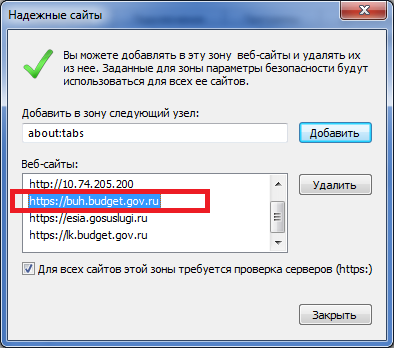 Надежные сайты
Вы можете добавлять в эту зону веб-сайты и удалять их
из нее. Заданные для зоны параметры безопасности будут
использоваться для всех ее сайтов.
Добавить в зону следующий узел:
about:tabs
Добавить
Веб-сайты:
http://10.74.205.200
https://buh.budget.gov.ru
https://esia.gosuslugi.ru
https://lk.budget.gov.ru
Удалить
Для всех сайтов этой зоны требуется проверка серверов (https:)
Закрыть